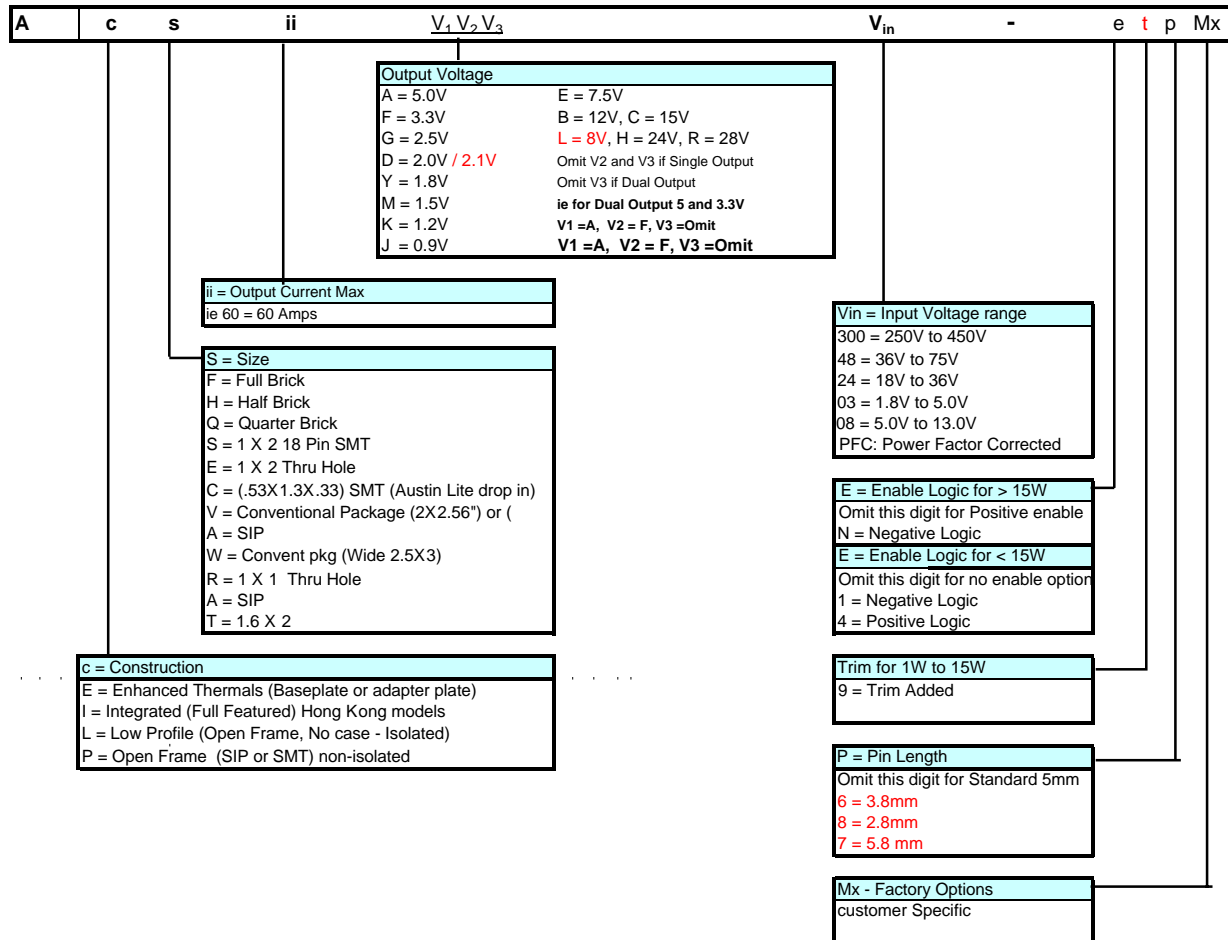 A c s ii V1 V2 V3 Vin - e t p Mx
Output Voltage
A = 5.0V E = 7.5V
F = 3.3V B = 12V, C = 15V
G = 2.5V L = 8V, H = 24V, R = 28V
D = 2.0V / 2.1V Omit V2 and V3 if Single Output
Y = 1.8V Omit V3 if Dual Output
M = 1.5V ie for Dual Output 5 and 3.3V
K = 1.2V V1 =A, V2 = F, V3 =Omit
J = 0.9V V1 =A, V2 = F, V3 =Omit
ii = Output Current Max
ie 60 = 60 Amps
S = Size
F = Full Brick
H = Half Brick
Q = Quarter Brick
S = 1 X 2 18 Pin SMT
E = 1 X 2 Thru Hole
C = (.53X1.3X.33) SMT (Austin Lite drop in)
V = Conventional Package (2X2.56") or (
A = SIP
W = Convent pkg (Wide 2.5X3)
R = 1 X 1 Thru Hole
A = SIP
T = 1.6 X 2
c = Construction
E = Enhanced Thermals (Baseplate or adapter plate)
I = Integrated (Full Featured) Hong Kong models
L = Low Profile (Open Frame, No case - Isolated)
P = Open Frame (SIP or SMT) non-isolated
Vin = Input Voltage range
300 = 250V to 450V
48 = 36V to 75V
24 = 18V to 36V
03 = 1.8V to 5.0V
08 = 5.0V to 13.0V
PFC: Power Factor Corrected
E = Enable Logic for > 15W
Omit this digit for Positive enable
N = Negative Logic
E = Enable Logic for < 15W
Omit this digit for no enable option
1 = Negative Logic
4 = Positive Logic
Trim for 1W to 15W
9 = Trim Added
P = Pin Length
Omit this digit for Standard 5mm
6 = 3.8mm
8 = 2.8mm
7 = 5.8 mm
Mx - Factory Options
customer Specific